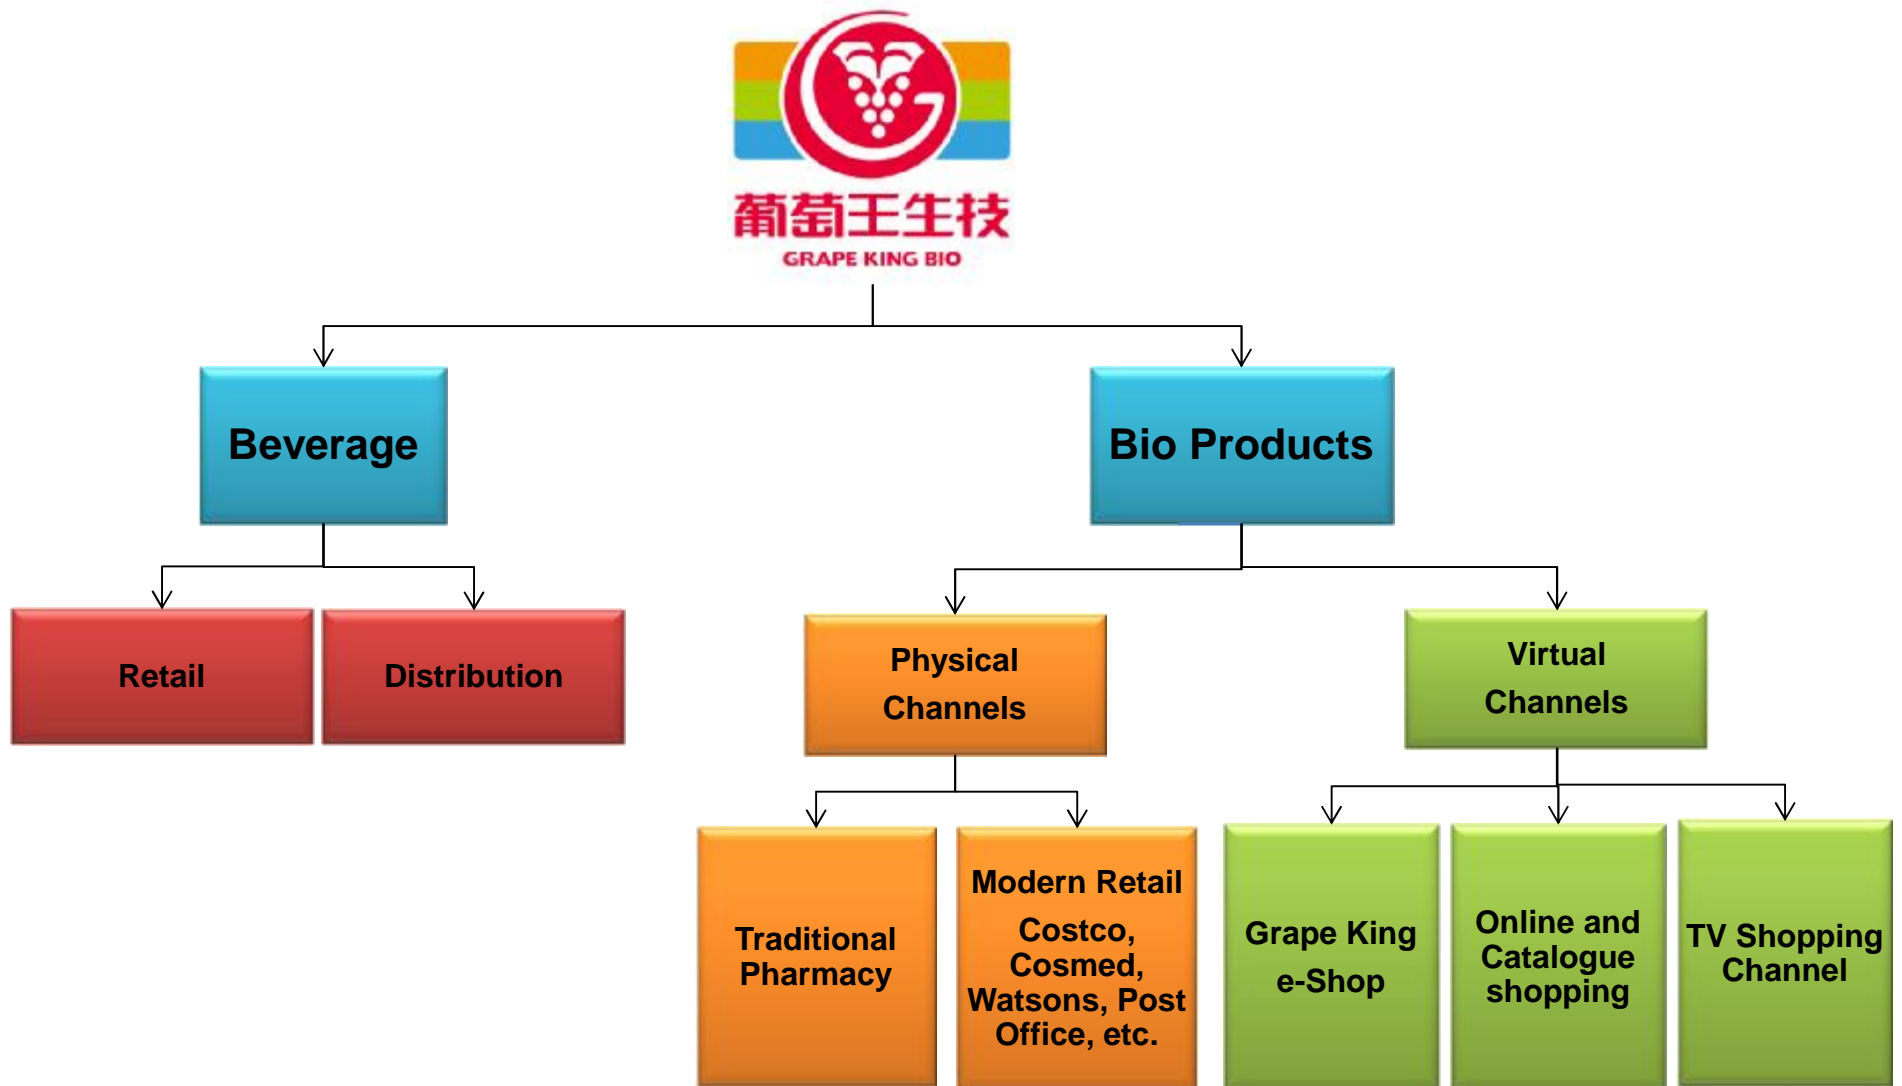 葡萄王生技
GRAPE KING BIO
Beverage
Bio Products
Retail
Distribution
Physical
Channels
Virtual
Channels
Traditional
Pharmacy
Modern Retail
Costco,
Cosmed,
Watsons, Post
Office, etc.
Grape King
e-Shop
Online and
Catalogue
shopping
TV Shopping
Channel